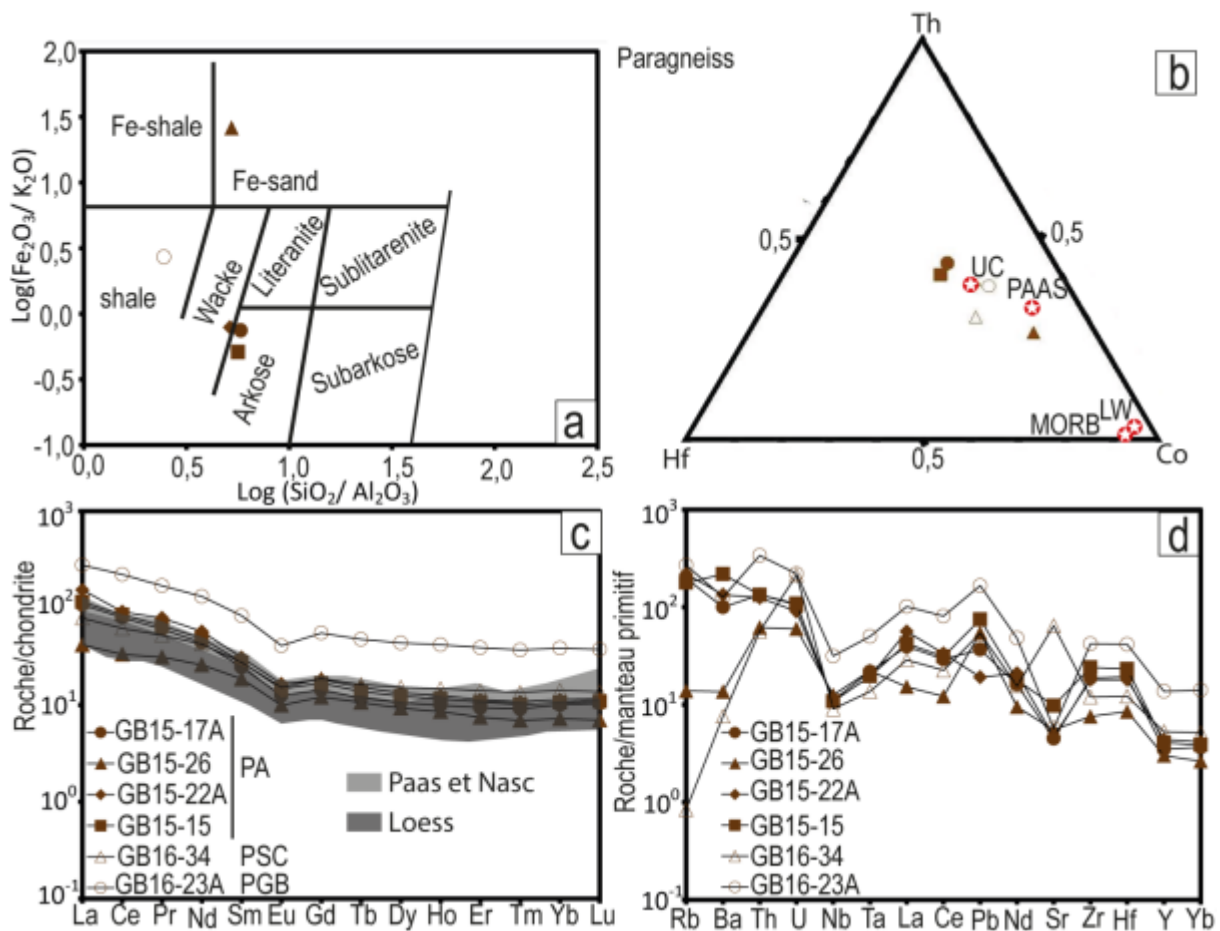 2,0
1,5
1,0
0,5
0,0
-0,5
-1,0
Log(Fe₂O₃/ K₂O)
Fe-shale
Fe-sand
shale
Wacke
Literanite
Sublitarenite
Arkose
Subarkose
a
0,0
0,5
1,0
1,5
2,0
2,5
Log (SiO₂/ Al₂O₃)
Paragneiss
b
Th
0,5
0,5
UC
PAAS
MORB
LW
Hf
0,5
Co
10³
10²
10¹
10⁰
10⁻¹
Roche/chondrite
c
GB15-17A
GB15-26
GB15-22A
GB15-15
PA
GB16-34
PSC
GB16-23A
PGB
Paas et Nasc
Loess
La Ce Pr Nd Sm Eu Gd Tb Dy Ho Er Tm Yb Lu
10³
10²
10¹
10⁰
10⁻¹
Roche/manteau primitif
d
GB15-17A
GB15-26
GB15-22A
GB15-15
GB16-34
GB16-23A
Rb Ba Th U Nb Ta La Ce Pb Nd Sr Zr Hf Y Yb